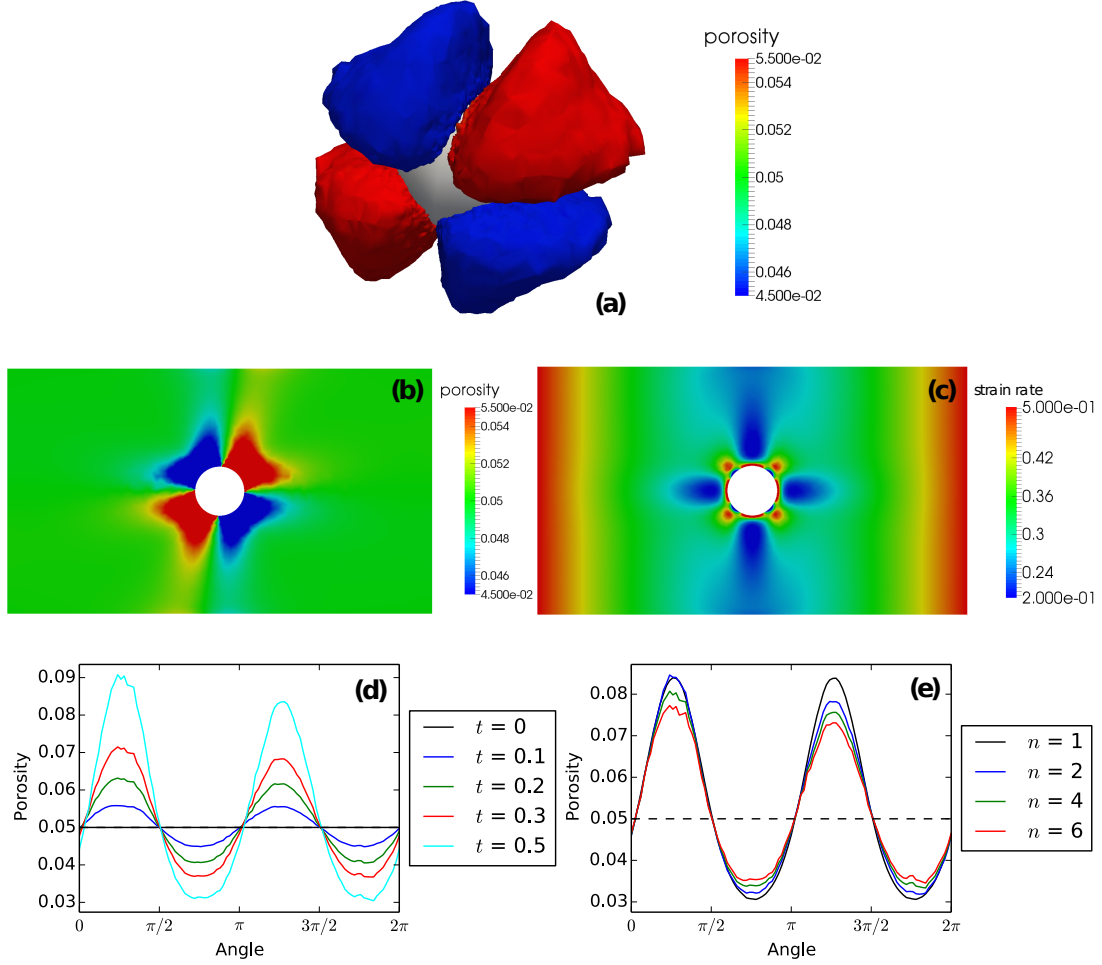 porosity
5.500e-02
0.054
0.052
0.05
0.048
0.046
4.500e-02
(a)
(b)
porosity
5.500e-02
0.054
0.052
0.05
0.048
0.046
4.500e-02
(c)
strain rate
5.000e-01
0.42
0.36
0.3
0.24
2.000e-01
(d)
Porosity
0.09
0.08
0.07
0.06
0.05
0.04
0.03
0 π/2 π 3π/2 2π
Angle
t = 0
t = 0.1
t = 0.2
t = 0.3
t = 0.5
(e)
Porosity
0.08
0.07
0.06
0.05
0.04
0.03
0 π/2 π 3π/2 2π
Angle
n = 1
n = 2
n = 4
n = 6